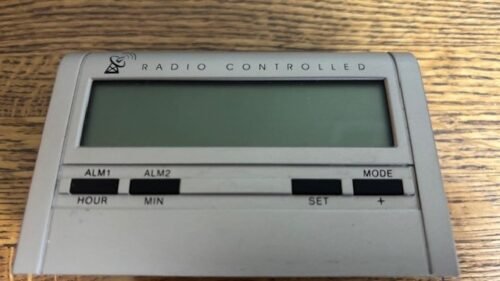 RADIO CONTROLLED
ALM1 ALM2 MODE
HOUR MIN SET +